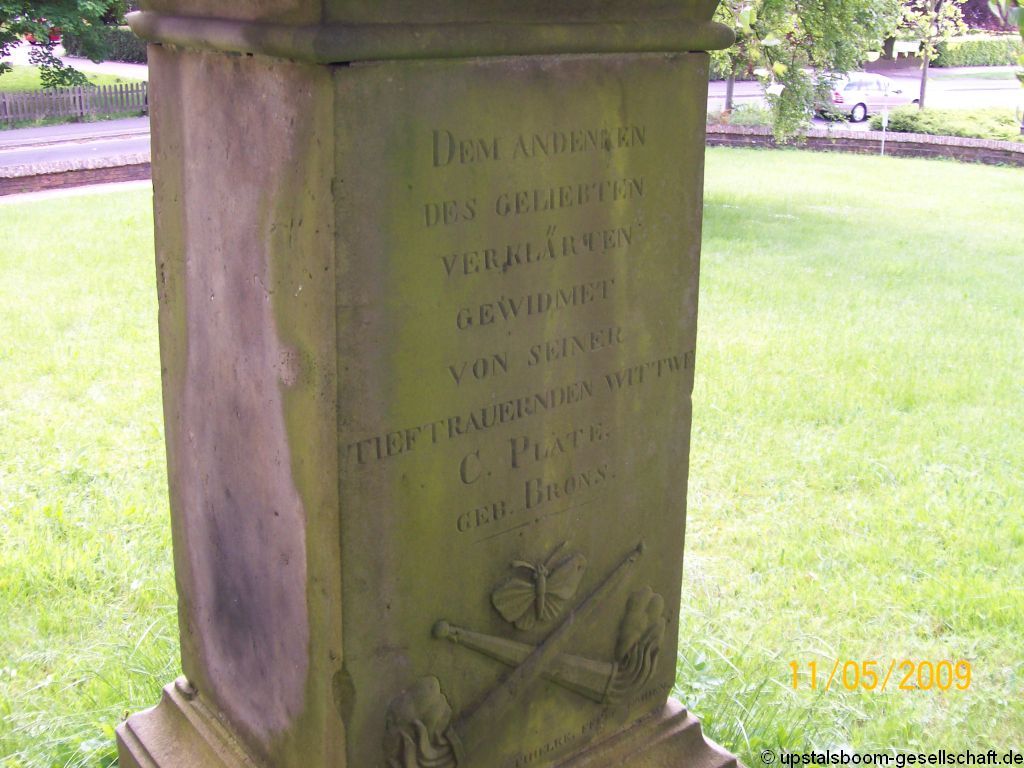 DEM ANDENKEN
DES GELIEBTEN
VERKLÄRTEN
GEWIDMET
VON SEINER
TIEFTRAUERNDEN WITTWE
C. PLATE.
GEB. BRONS.
11/05/2009
© upstalsboom-gesellschaft.de